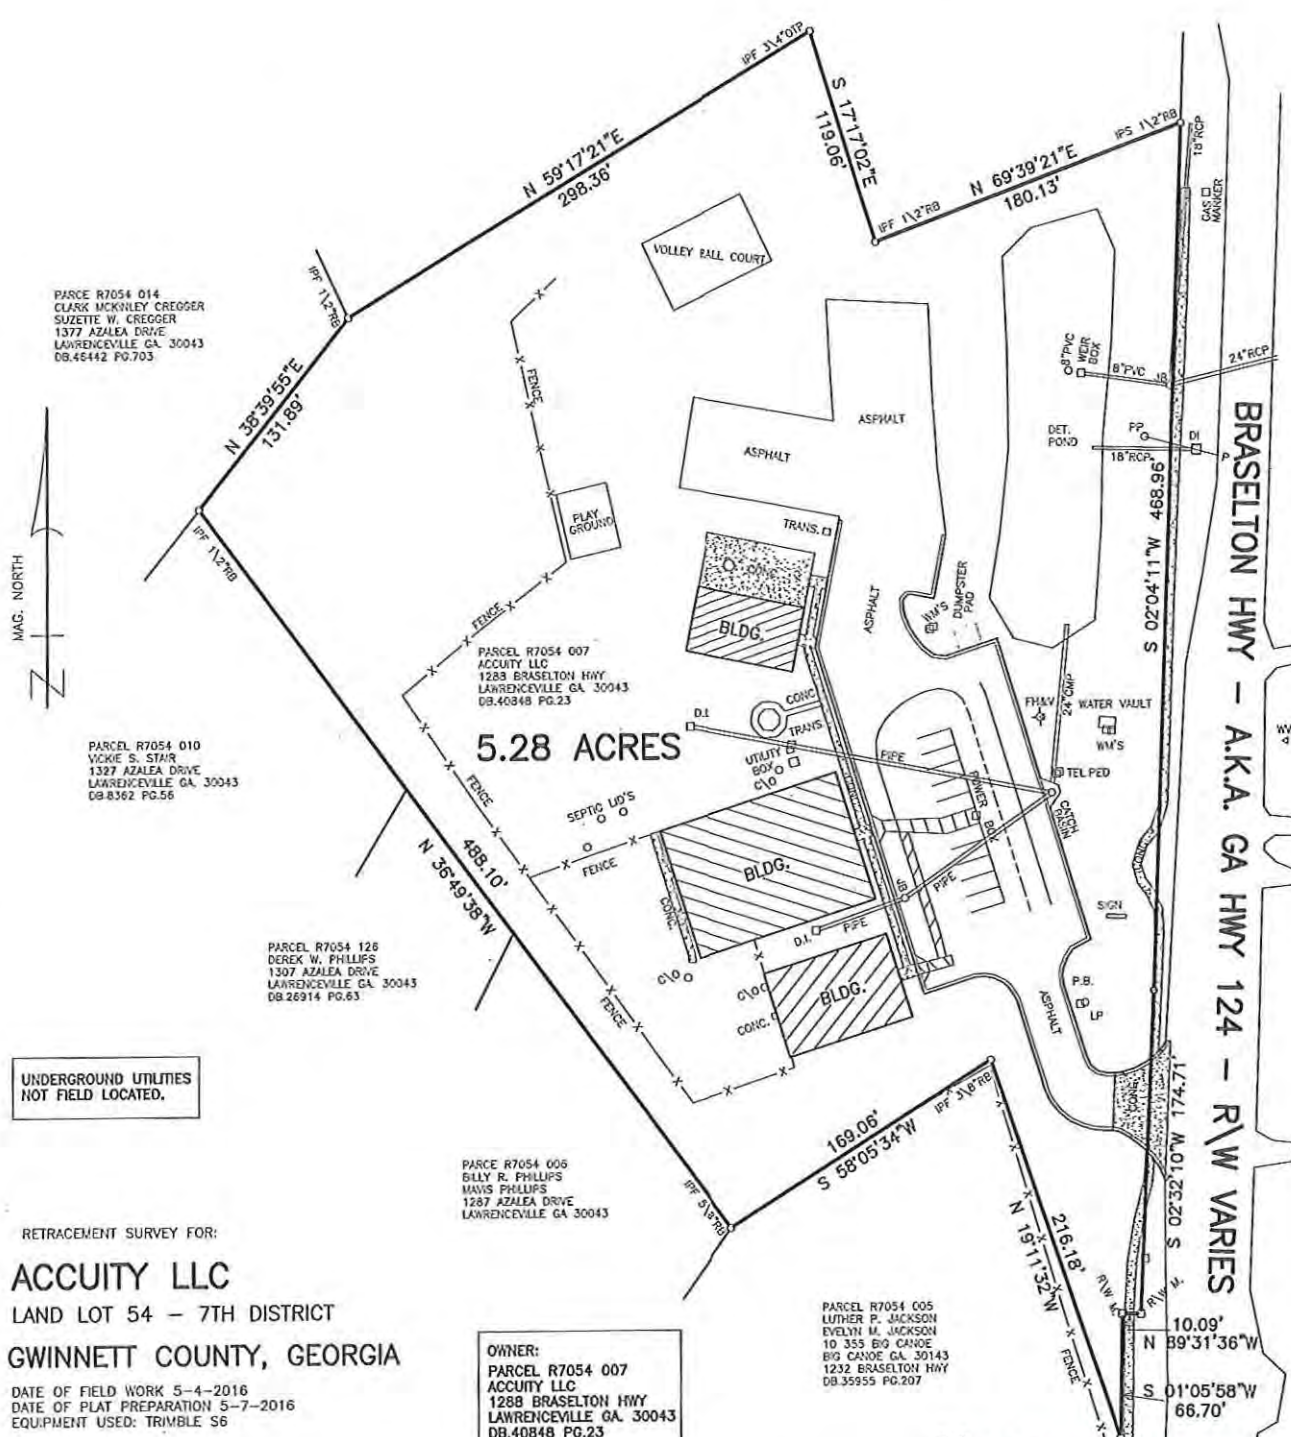 IPF 3\4"OTP
S 17°17'02"E
119.06'
N 59°17'21"E
298.36'
IPS 1\2"RB
N 69°39'21"E
180.13'
IPF 1\2"RB
18"RCP
GAS MARKER
VOLLEY BALL COURT
IPF 1\2"RB
PARCE R7054 014
CLARK MCKINLEY CREGGER
SUZETTE W. CREGGER
1377 AZALEA DRIVE
LAWRENCEVILLE GA. 30043
DB.46442 PG.703
N 38°39'55"E
131.89'
FENCE
8"PVC
WEIR
BOX
8"PVC
JB
24"RCP
ASPHALT
ASPHALT
DET.
POND
PP
DI
18"RCP
P
S 02°04'11"W 468.96'
BRASELTON HWY - A.K.A. GA HWY 124 - R\W VARIES
MAG. NORTH
N
IPF 1\2"RB
PLAY
GROUND
TRANS.
CONC.
BLDG.
ASPHALT
WM'S
DUMPSTER
PAD
FENCE
PARCEL R7054 007
ACCUITY LLC
1288 BRASELTON HWY
LAWRENCEVILLE GA. 30043
DB.40848 PG.23
5.28 ACRES
D.I.
CONC
TRANS.
UTILITY
BOX
C\O
PIPE
24"CMP
FH&V
WATER VAULT
WM'S
TEL PED
WV
PARCEL R7054 010
VICKIE S. STAIR
1327 AZALEA DRIVE
LAWRENCEVILLE GA. 30043
DB.8362 PG.56
FENCE
SEPTIC LID'S
FENCE
CONC.
POWER
BOX
CATCH
BASIN
CONC
488.10'
N 36°49'38"W
BLDG.
CONC.
JB
PIPE
D.I.
PIPE
SIGN
PARCEL R7054 126
DEREK W. PHILLIPS
1307 AZALEA DRIVE
LAWRENCEVILLE GA. 30043
DB.26914 PG.63
C\O
C\O
CONC.
BLDG.
FENCE
ASPHALT
P.B.
LP
UNDERGROUND UTILITIES
NOT FIELD LOCATED.
CONC.
S 02°32'10"W 174.71'
IPF 3\8"RB
169.06'
S 58°05'34"W
PARCE R7054 006
BILLY R. PHILLIPS
MAVIS PHILLIPS
1287 AZALEA DRIVE
LAWRENCEVILLE GA 30043
IPF 5\8"RB
216.18'
N 19°11'32"W
FENCE
RETRACEMENT SURVEY FOR:
ACCUITY LLC
LAND LOT 54 - 7TH DISTRICT
GWINNETT COUNTY, GEORGIA
DATE OF FIELD WORK 5-4-2016
DATE OF PLAT PREPARATION 5-7-2016
EQUIPMENT USED: TRIMBLE S6
OWNER:
PARCEL R7054 007
ACCUITY LLC
1288 BRASELTON HWY
LAWRENCEVILLE GA. 30043
DB.40848 PG.23
PARCEL R7054 005
LUTHER P. JACKSON
EVELYN M. JACKSON
10 355 BIG CANOE
BIG CANOE GA. 30143
1232 BRASELTON HWY
DB.35955 PG.207
R\W M.
R\W M.
10.09'
N 89°31'36"W
S 01°05'58"W
66.70'